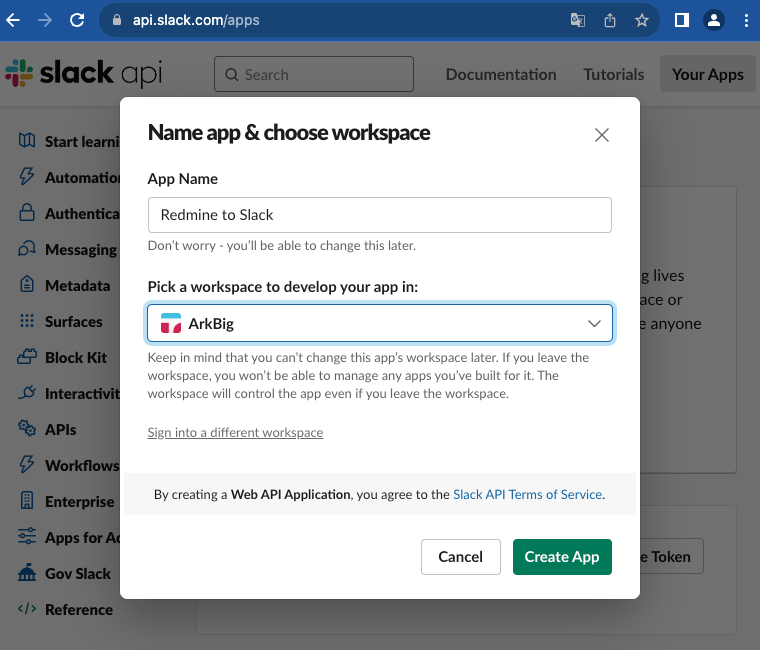 api.slack.com/apps
slack api
Search
Documentation
Tutorials
Your Apps
Start learni
Automation
Authentica
Messaging
Metadata
Surfaces
Block Kit
Interactivit
APIs
Workflows
Enterprise
Apps for Ad
Gov Slack
Reference
g lives
ace or
e anyone
e Token
Name app & choose workspace
App Name
Redmine to Slack
Don't worry - you'll be able to change this later.
Pick a workspace to develop your app in:
ArkBig
Keep in mind that you can't change this app's workspace later. If you leave the
workspace, you won't be able to manage any apps you've built for it. The
workspace will control the app even if you leave the workspace.
Sign into a different workspace
By creating a Web API Application, you agree to the Slack API Terms of Service.
Cancel
Create App